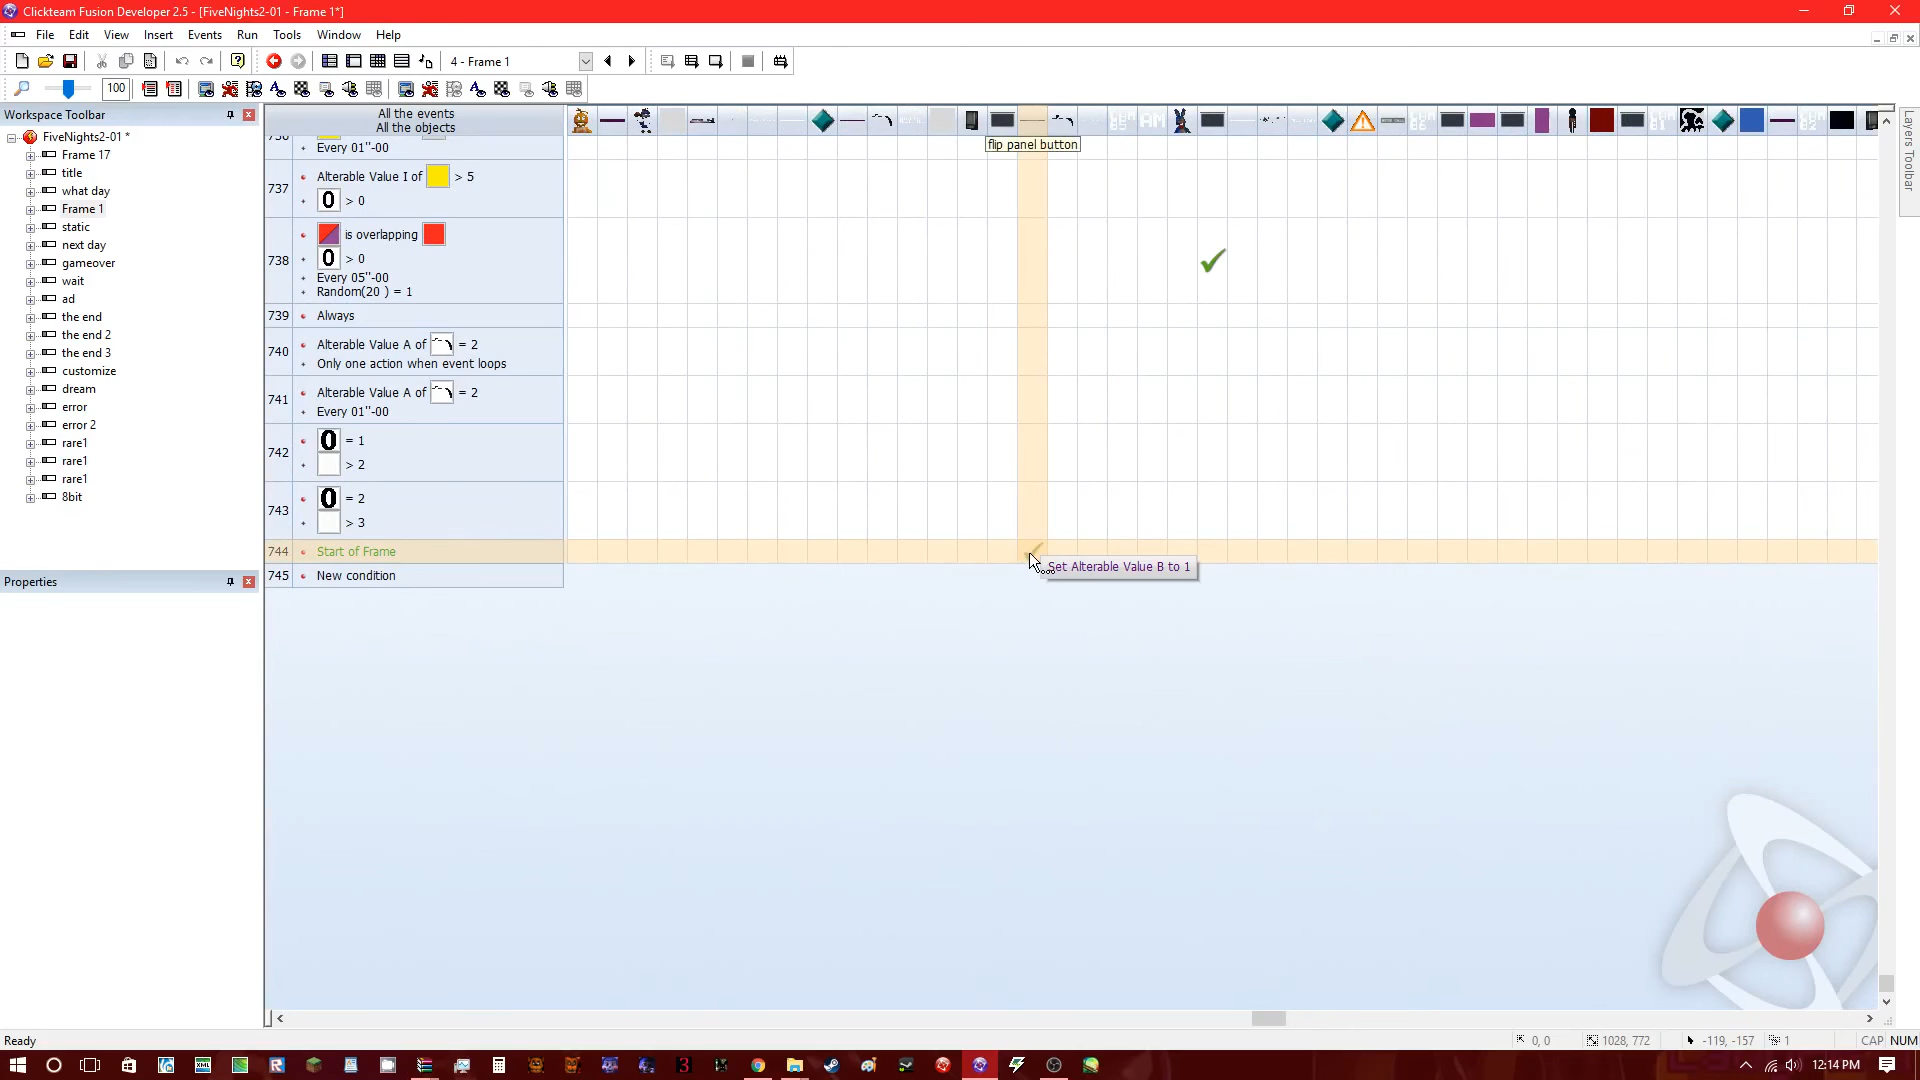 Clickteam Fusion Developer 2.5 - [FiveNights2-01 - Frame 1*]
File Edit View Insert Events Run Tools Window Help
4 - Frame 1
100
Workspace Toolbar
FiveNights2-01 *
Frame 17
title
what day
Frame 1
static
next day
gameover
wait
ad
the end
the end 2
the end 3
customize
dream
error
error 2
rare1
rare1
rare1
8bit
Properties
All the events
All the objects
flip panel button
Every 01"-00
737 Alterable Value I of > 5
0 > 0
738 is overlapping
0 > 0
Every 05"-00
Random(20 ) = 1
739 Always
740 Alterable Value A of = 2
Only one action when event loops
741 Alterable Value A of = 2
Every 01"-00
742 0 = 1
> 2
743 0 = 2
> 3
744 Start of Frame
Set Alterable Value B to 1
745 New condition
Layers Toolbar
Ready
0, 0
1028, 772
-119, -157
1
CAP NUM
12:14 PM